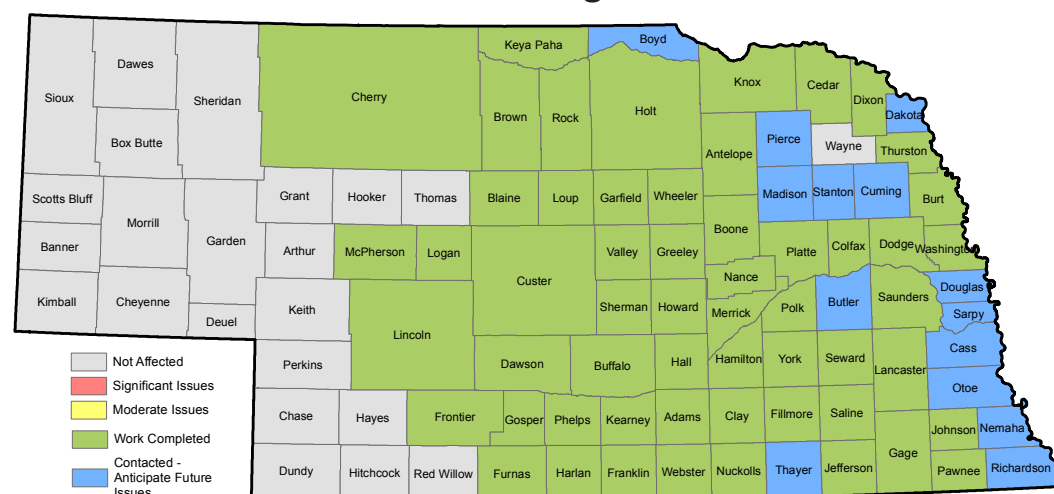 Boyd
Keya Paha
Dawes
Knox
Cedar
Sioux
Sheridan
Cherry
Dixon
Holt
Brown
Rock
Dakota
Box Butte
Pierce
Wayne
Thurston
Antelope
Scotts Bluff
Grant
Hooker
Thomas
Blaine
Loup
Garfield
Wheeler
Madison
Stanton
Cuming
Burt
Morrill
Boone
Banner
Garden
Arthur
McPherson
Logan
Valley
Greeley
Platte
Colfax
Dodge
Washington
Custer
Nance
Douglas
Kimball
Cheyenne
Keith
Sherman
Howard
Merrick
Polk
Butler
Saunders
Sarpy
Deuel
Lincoln
Cass
Perkins
Dawson
Buffalo
Hall
Hamilton
York
Seward
Lancaster
Otoe
Chase
Hayes
Frontier
Gosper
Phelps
Kearney
Adams
Clay
Fillmore
Saline
Johnson
Nemaha
Dundy
Hitchcock
Red Willow
Furnas
Harlan
Franklin
Webster
Nuckolls
Thayer
Jefferson
Gage
Pawnee
Richardson
Not Affected
Significant Issues
Moderate Issues
Work Completed
Contacted -
Anticipate Future
Issues